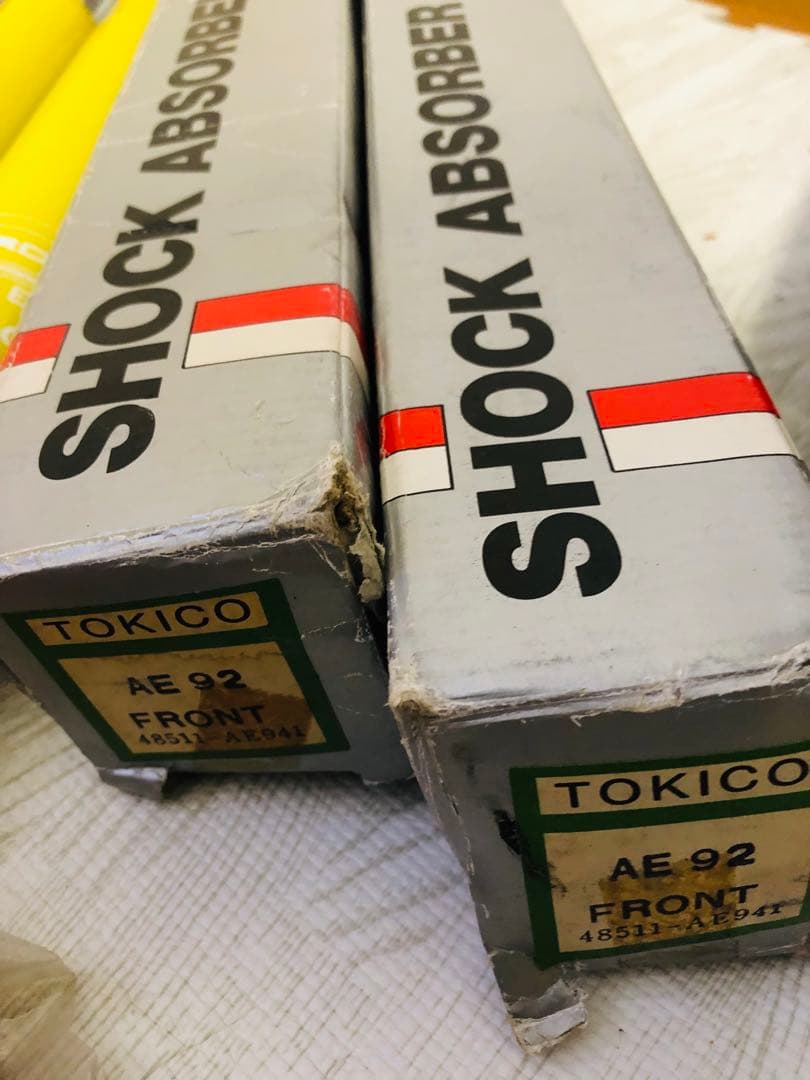 SHOCK ABSORBER
SHOCK ABSORBER
TOKICO
AE 92
FRONT
48511-AE941
TOKICO
AE 92
FRONT
48511-AE941